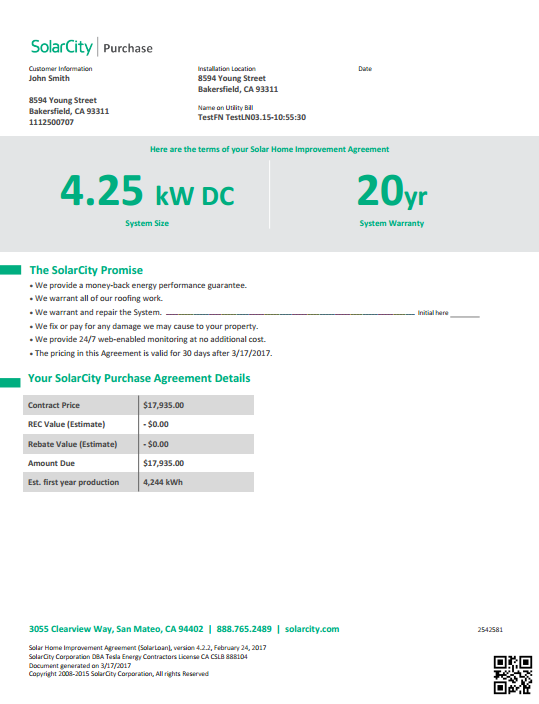 SolarCity | Purchase
Customer Information
John Smith
8594 Young Street
Bakersfield, CA 93311
1112500707
Installation Location
8594 Young Street
Bakersfield, CA 93311
Name on Utility Bill
TestFN TestLN03.15-10:55:30
Date
Here are the terms of your Solar Home Improvement Agreement
4.25 kW DC
System Size
20yr
System Warranty
The SolarCity Promise
• We provide a money-back energy performance guarantee.
• We warrant all of our roofing work.
• We warrant and repair the System. Initial here
• We fix or pay for any damage we may cause to your property.
• We provide 24/7 web-enabled monitoring at no additional cost.
• The pricing in this Agreement is valid for 30 days after 3/17/2017.
Your SolarCity Purchase Agreement Details
Contract Price $17,935.00
REC Value (Estimate) - $0.00
Rebate Value (Estimate) - $0.00
Amount Due $17,935.00
Est. first year production 4,244 kWh
3055 Clearview Way, San Mateo, CA 94402 | 888.765.2489 | solarcity.com
2542581
Solar Home Improvement Agreement (SolarLoan), version 4.2.2, February 24, 2017
SolarCity Corporation DBA Tesla Energy Contractors License CA CSLB 888104
Document generated on 3/17/2017
Copyright 2008-2015 SolarCity Corporation, All rights Reserved